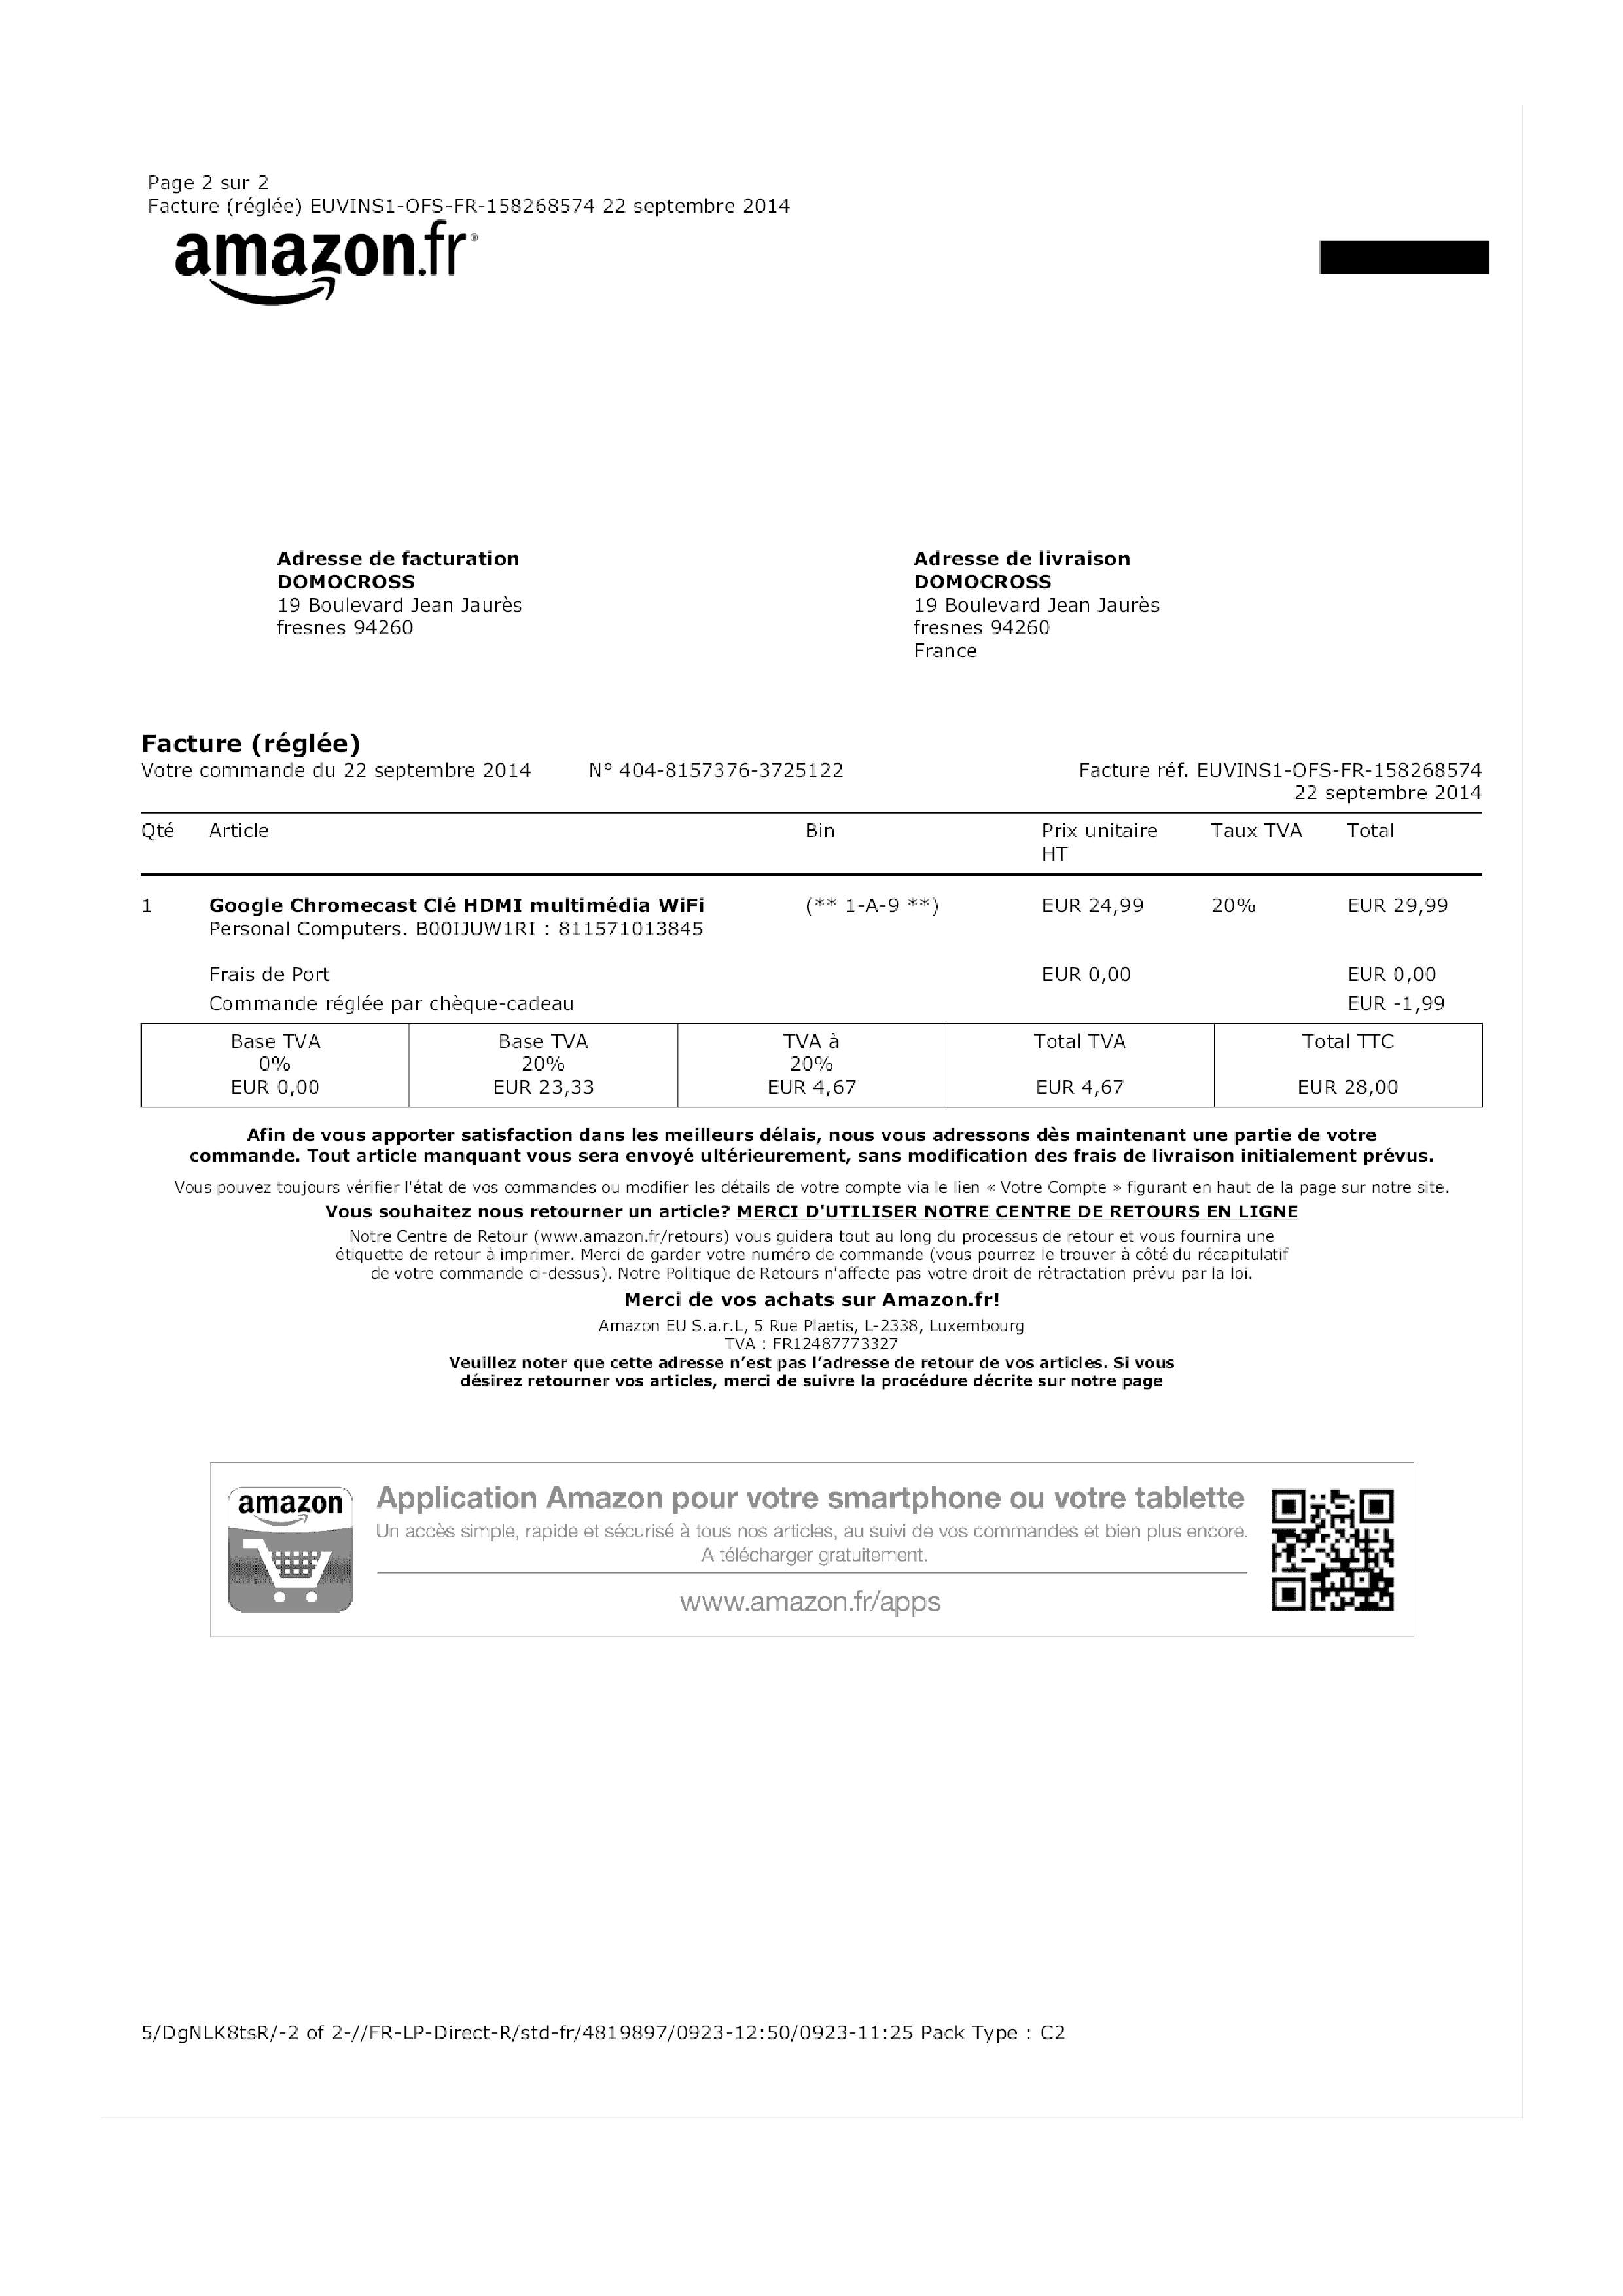 Page 2 sur 2
Facture (réglée) EUVINS1-OFS-FR-158268574 22 septembre 2014
amazon.fr®
Adresse de facturation
DOMOCROSS
19 Boulevard Jean Jaurès
fresnes 94260
Adresse de livraison
DOMOCROSS
19 Boulevard Jean Jaurès
fresnes 94260
France
Facture (réglée)
Votre commande du 22 septembre 2014 N° 404-8157376-3725122 Facture réf. EUVINS1-OFS-FR-158268574
22 septembre 2014
Qté Article Bin Prix unitaire Taux TVA Total
HT
1 Google Chromecast Clé HDMI multimédia WiFi (** 1-A-9 **) EUR 24,99 20% EUR 29,99
Personal Computers. B00IJUW1RI : 811571013845
Frais de Port EUR 0,00 EUR 0,00
Commande réglée par chèque-cadeau EUR -1,99
Base TVA Base TVA TVA à Total TVA Total TTC
0% 20% 20%
EUR 0,00 EUR 23,33 EUR 4,67 EUR 4,67 EUR 28,00
Afin de vous apporter satisfaction dans les meilleurs délais, nous vous adressons dès maintenant une partie de votre
commande. Tout article manquant vous sera envoyé ultérieurement, sans modification des frais de livraison initialement prévus.
Vous pouvez toujours vérifier l'état de vos commandes ou modifier les détails de votre compte via le lien « Votre Compte » figurant en haut de la page sur notre site.
Vous souhaitez nous retourner un article? MERCI D'UTILISER NOTRE CENTRE DE RETOURS EN LIGNE
Notre Centre de Retour (www.amazon.fr/retours) vous guidera tout au long du processus de retour et vous fournira une
étiquette de retour à imprimer. Merci de garder votre numéro de commande (vous pourrez le trouver à côté du récapitulatif
de votre commande ci-dessus). Notre Politique de Retours n'affecte pas votre droit de rétractation prévu par la loi.
Merci de vos achats sur Amazon.fr!
Amazon EU S.a.r.L, 5 Rue Plaetis, L-2338, Luxembourg
TVA : FR12487773327
Veuillez noter que cette adresse n’est pas l’adresse de retour de vos articles. Si vous
désirez retourner vos articles, merci de suivre la procédure décrite sur notre page
amazon
Application Amazon pour votre smartphone ou votre tablette
Un accès simple, rapide et sécurisé à tous nos articles, au suivi de vos commandes et bien plus encore.
A télécharger gratuitement.
www.amazon.fr/apps
5/DgNLK8tsR/-2 of 2-//FR-LP-Direct-R/std-fr/4819897/0923-12:50/0923-11:25 Pack Type : C2